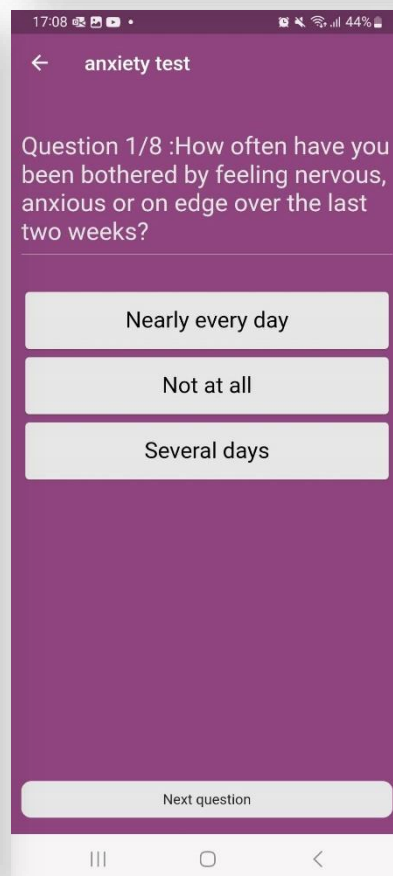 17:08
44%
anxiety test
Question 1/8 :How often have you
been bothered by feeling nervous,
anxious or on edge over the last
two weeks?
Nearly every day
Not at all
Several days
Next question